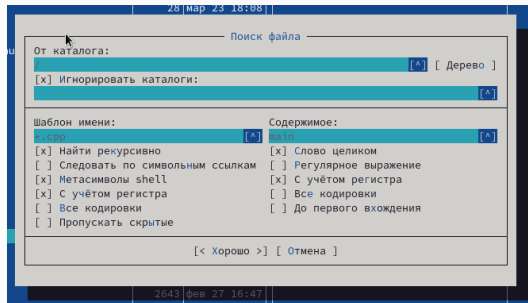 28 мар 23 18:08
Поиск файла
От каталога:
/ [^] [ Дерево ]
[x] Игнорировать каталоги:
[^]
Шаблон имени: Содержимое:
*.cpp [^] main [^]
[x] Найти рекурсивно [x] Слово целиком
[ ] Следовать по символьным ссылкам [ ] Регулярное выражение
[x] Метасимволы shell [x] С учётом регистра
[x] С учётом регистра [ ] Все кодировки
[ ] Все кодировки [ ] До первого вхождения
[ ] Пропускать скрытые
[< Хорошо >] [ Отмена ]
2643 фев 27 16:47